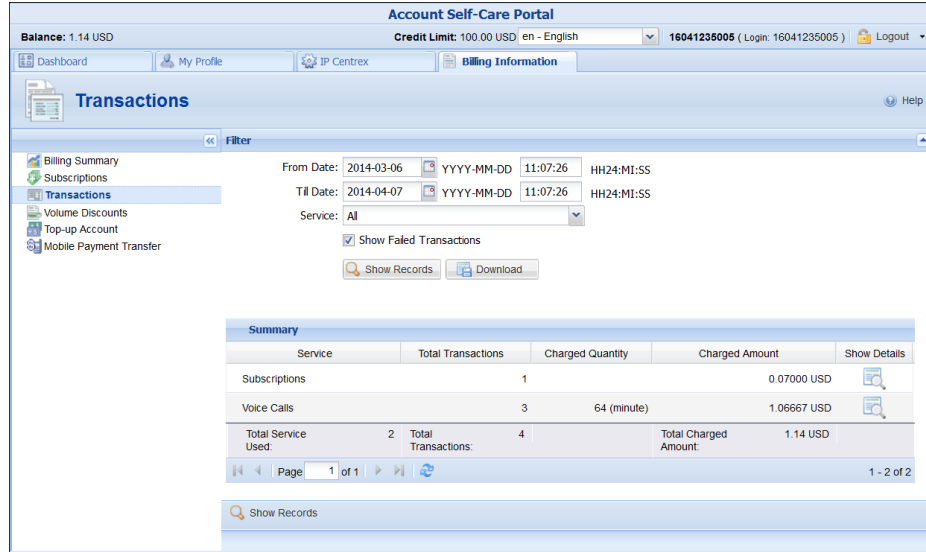 Account Self-Care Portal
Balance: 1.14 USD Credit Limit: 100.00 USD en - English 16041235005 ( Login: 16041235005 ) Logout
Dashboard My Profile IP Centrex Billing Information
Transactions Help
Filter
Billing Summary
Subscriptions
Transactions
Volume Discounts
Top-up Account
Mobile Payment Transfer
From Date: 2014-03-06 YYYY-MM-DD 11:07:26 HH24:MI:SS
Till Date: 2014-04-07 YYYY-MM-DD 11:07:26 HH24:MI:SS
Service: All
Show Failed Transactions
Show Records Download
Summary
Service Total Transactions Charged Quantity Charged Amount Show Details
Subscriptions 1 0.07000 USD
Voice Calls 3 64 (minute) 1.06667 USD
Total Service Used: 2 Total Transactions: 4 Total Charged Amount: 1.14 USD
Page 1 of 1 1 - 2 of 2
Show Records